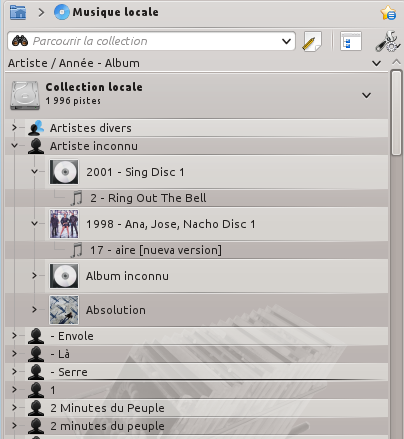 Musique locale
Parcourir la collection
Artiste / Année - Album
Collection locale
1 996 pistes
Artistes divers
Artiste inconnu
2001 - Sing Disc 1
2 - Ring Out The Bell
1998 - Ana, Jose, Nacho Disc 1
17 - aire [nueva version]
Album inconnu
Absolution
- Envole
- Là
- Serre
1
2 Minutes du Peuple
2 minutes du peuple